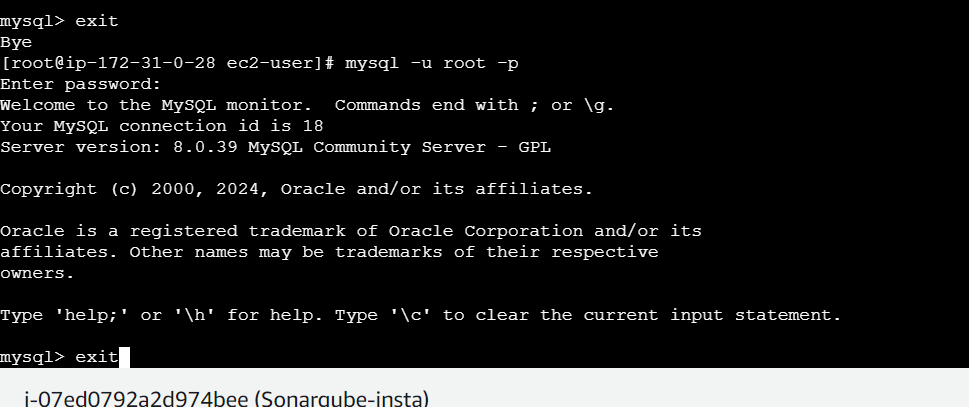 mysql> exit
Bye
[root@ip-172-31-0-28 ec2-user]# mysql -u root -p
Enter password:
Welcome to the MySQL monitor.  Commands end with ; or \g.
Your MySQL connection id is 18
Server version: 8.0.39 MySQL Community Server - GPL
Copyright (c) 2000, 2024, Oracle and/or its affiliates.
Oracle is a registered trademark of Oracle Corporation and/or its
affiliates. Other names may be trademarks of their respective
owners.
Type 'help;' or '\h' for help. Type '\c' to clear the current input statement.
mysql> exit
i-07ed0792a2d974bee (Sonarqube-insta)